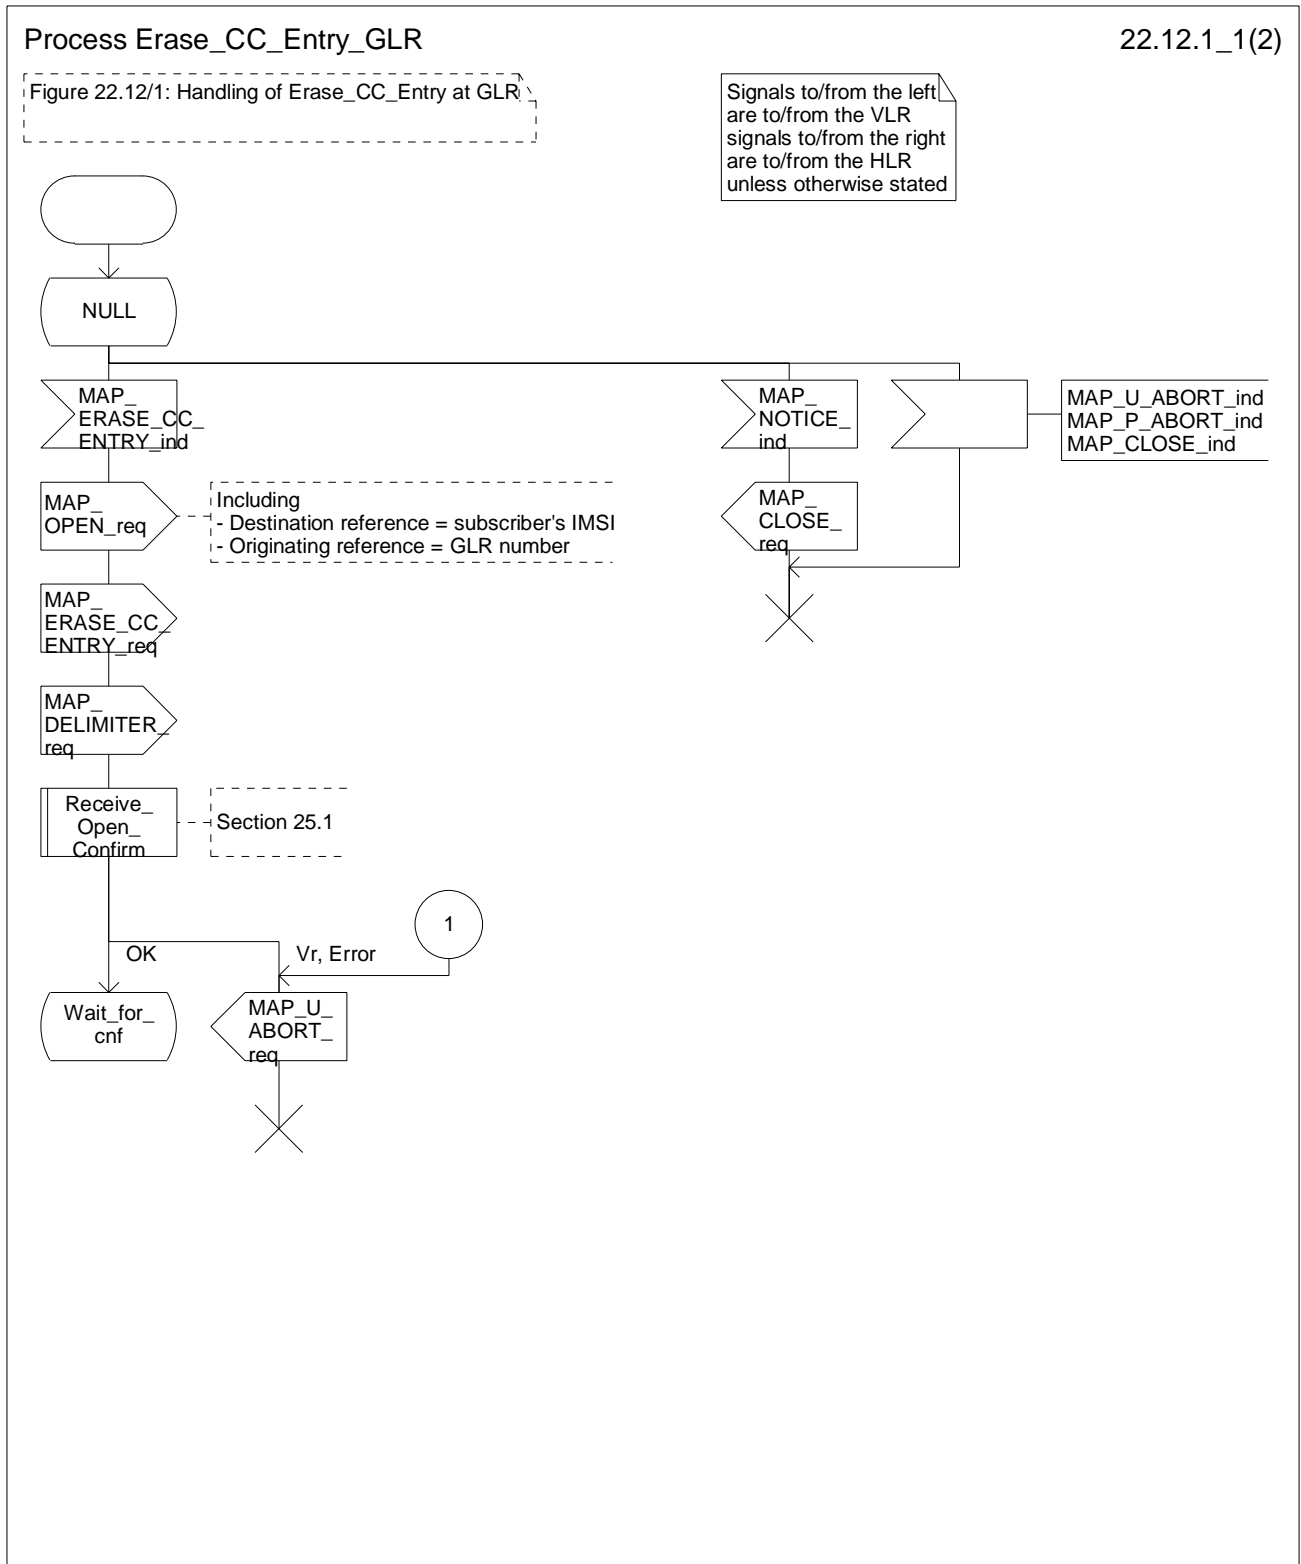 Process Erase_CC_Entry_GLR
22.12.1_1(2)
Figure 22.12/1: Handling of Erase_CC_Entry at GLR
Signals to/from the left
are to/from the VLR
signals to/from the right
are to/from the HLR
unless otherwise stated
NULL
MAP_
ERASE_CC_
ENTRY_ind
MAP_
NOTICE_
ind
MAP_U_ABORT_ind
MAP_P_ABORT_ind
MAP_CLOSE_ind
MAP_
OPEN_req
Including
- Destination reference = subscriber's IMSI
- Originating reference = GLR number
MAP_
CLOSE_
req
MAP_
ERASE_CC_
ENTRY_req
MAP_
DELIMITER_
req
Receive_
Open_
Confirm
Section 25.1
1
OK
Vr, Error
Wait_for_
cnf
MAP_U_
ABORT_
req